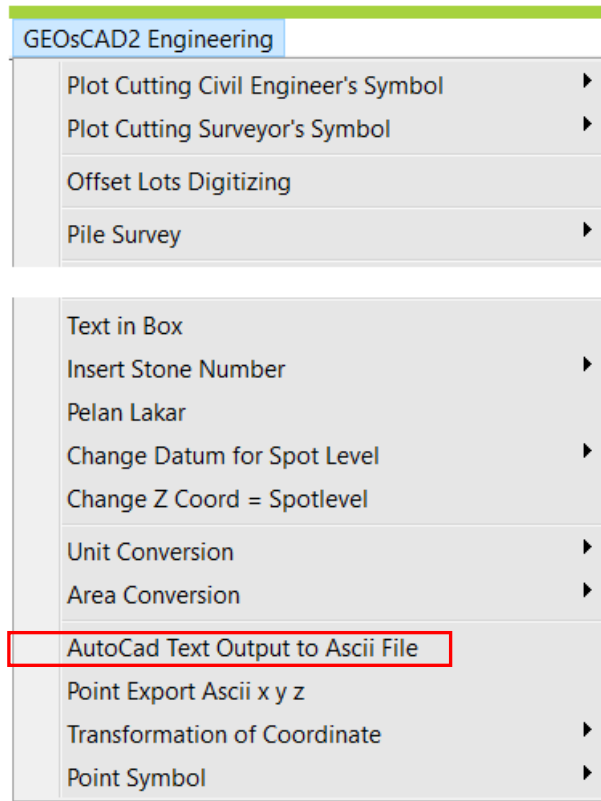 GEOsCAD2 Engineering
Plot Cutting Civil Engineer's Symbol
Plot Cutting Surveyor's Symbol
Offset Lots Digitizing
Pile Survey
Text in Box
Insert Stone Number
Pelan Lakar
Change Datum for Spot Level
Change Z Coord = Spotlevel
Unit Conversion
Area Conversion
AutoCad Text Output to Ascii File
Point Export Ascii x y z
Transformation of Coordinate
Point Symbol